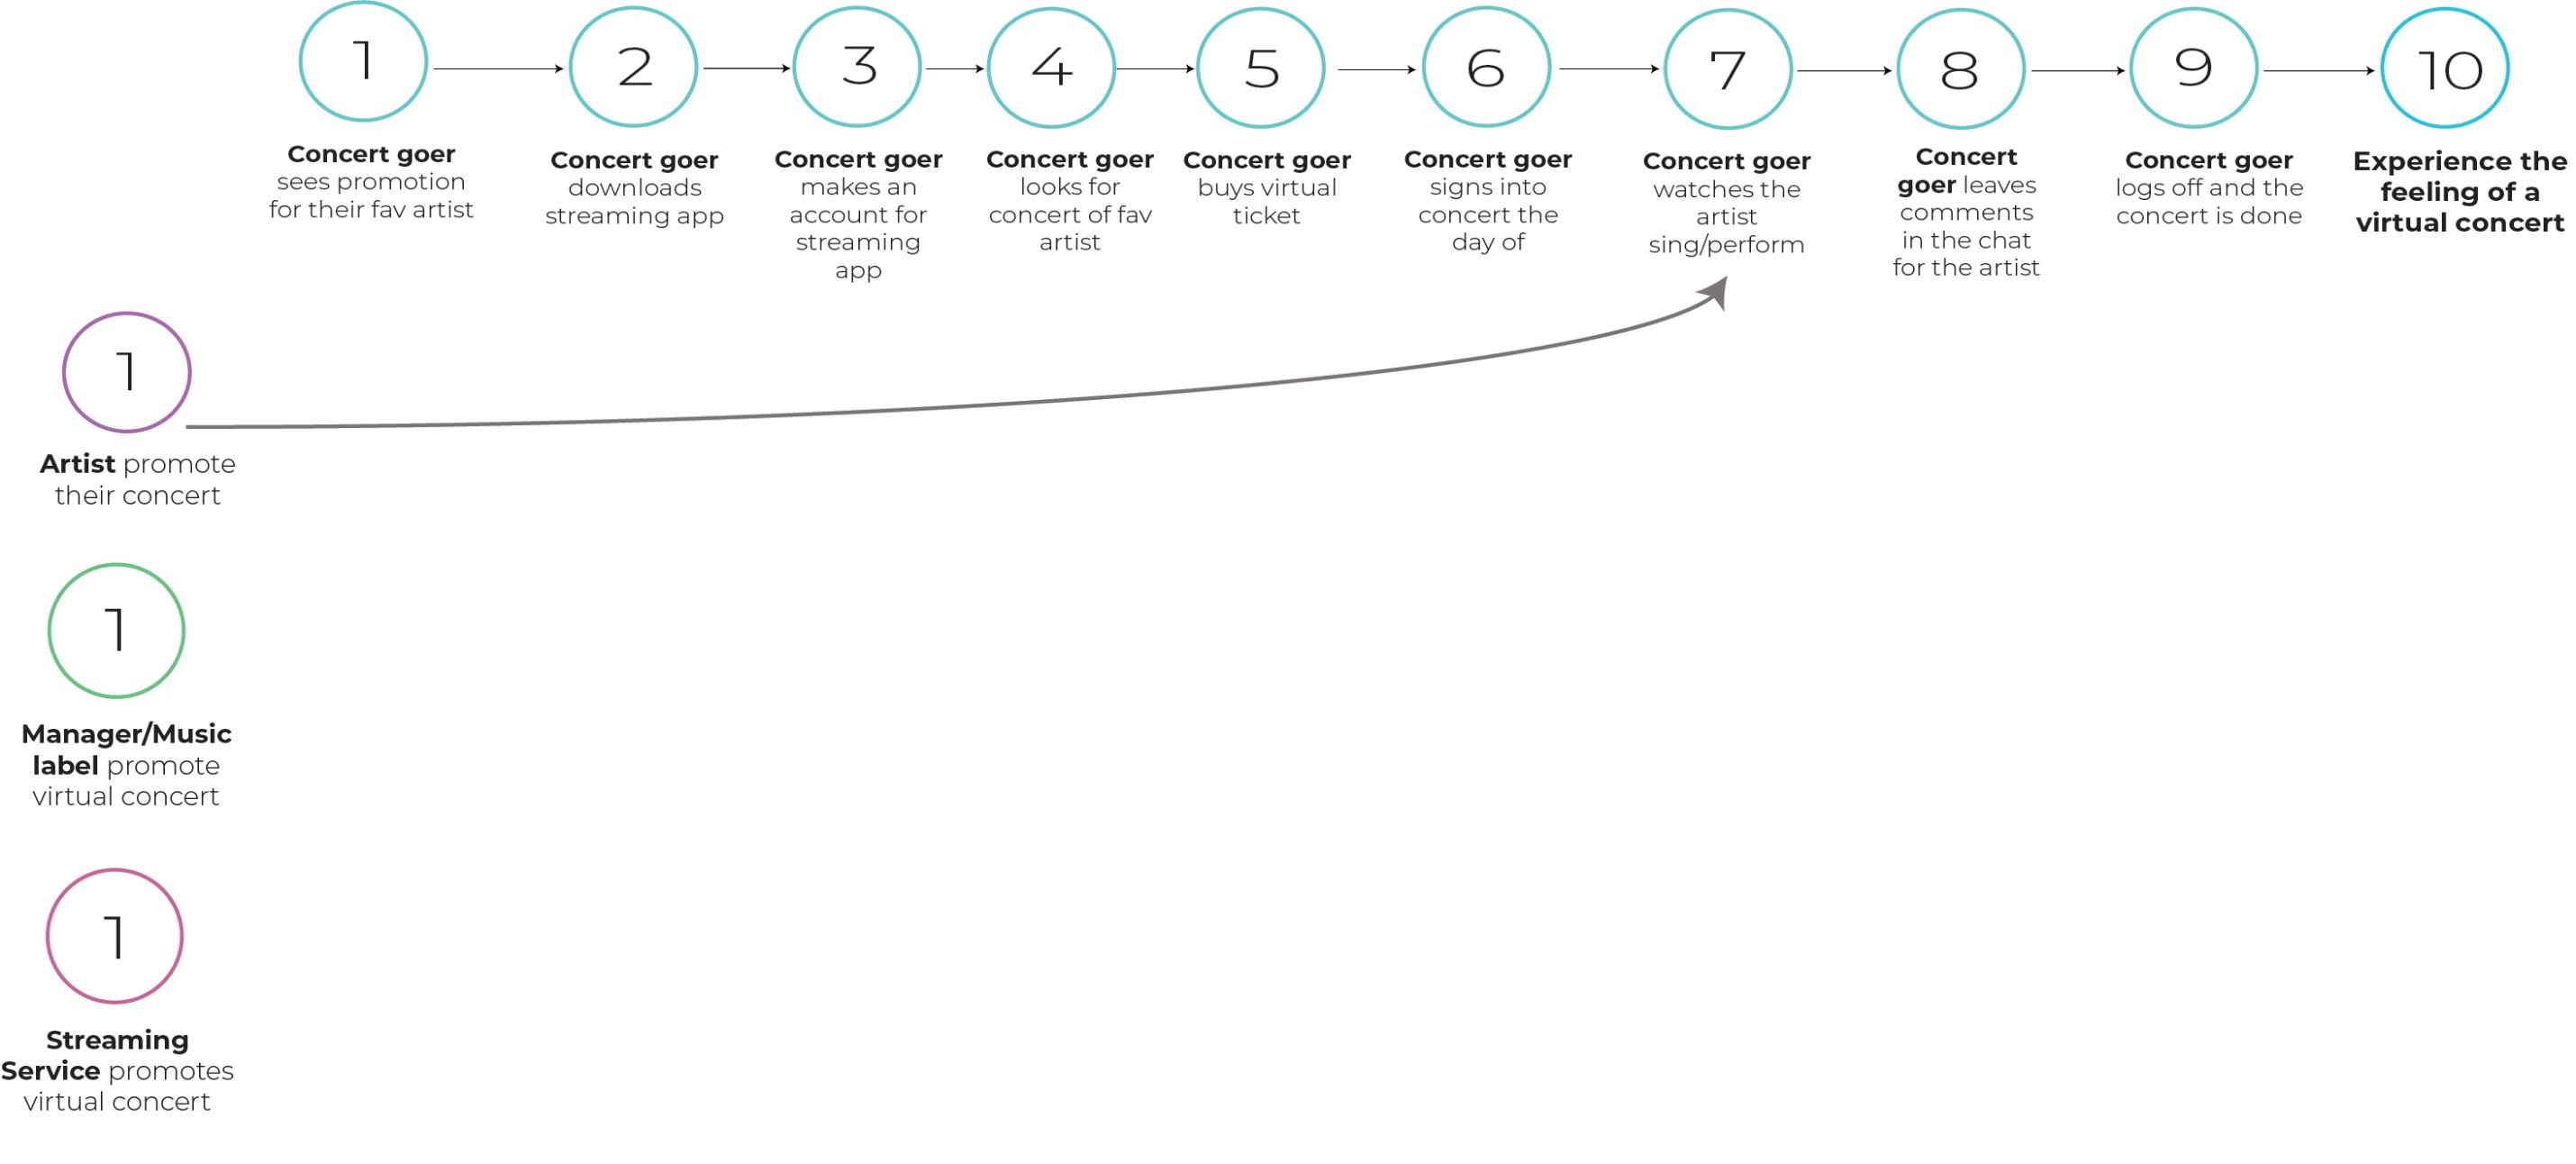 1
Concert goer
sees promotion
for their fav artist
2
Concert goer
downloads
streaming app
3
Concert goer
makes an
account for
streaming
app
4
Concert goer
looks for
concert of fav
artist
5
Concert goer
buys virtual
ticket
6
Concert goer
signs into
concert the
day of
7
Concert goer
watches the
artist
sing/perform
8
Concert
goer leaves
comments
in the chat
for the artist
9
Concert goer
logs off and the
concert is done
10
Experience the
feeling of a
virtual concert
1
Artist promote
their concert
1
Manager/Music
label promote
virtual concert
1
Streaming
Service promotes
virtual concert